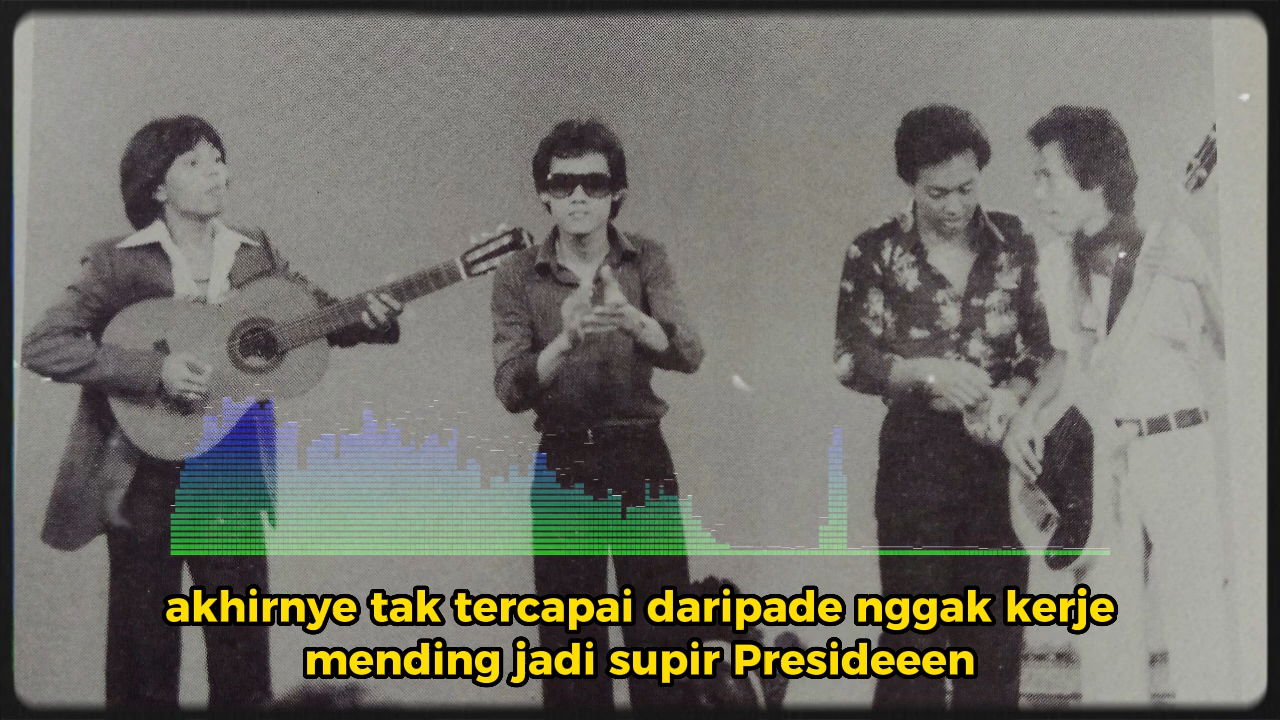 akhirnye tak tercapai daripade nggak kerje
mending jadi supir Presideeen